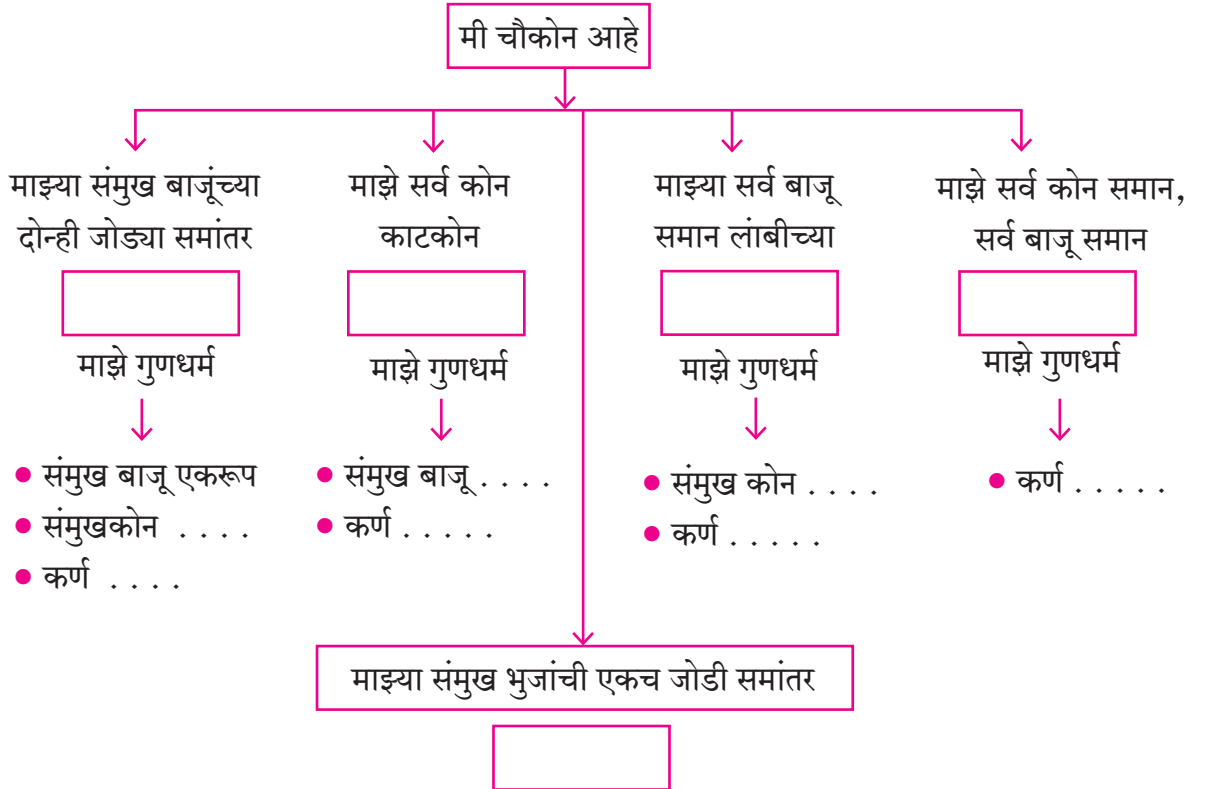 मी चौकोन आहे
माझ्या संमुख बाजूंच्या
दोन्ही जोड्या समांतर
माझे गुणधर्म
• संमुख बाजू एकरूप
• संमुखकोन . . . .
• कर्ण . . . .
माझे सर्व कोन
काटकोन
माझे गुणधर्म
• संमुख बाजू . . . .
• कर्ण . . . . .
माझ्या सर्व बाजू
समान लांबीच्या
माझे गुणधर्म
• संमुख कोन . . . .
• कर्ण . . . . .
माझे सर्व कोन समान,
सर्व बाजू समान
माझे गुणधर्म
• कर्ण . . . . .
माझ्या संमुख भुजांची एकच जोडी समांतर